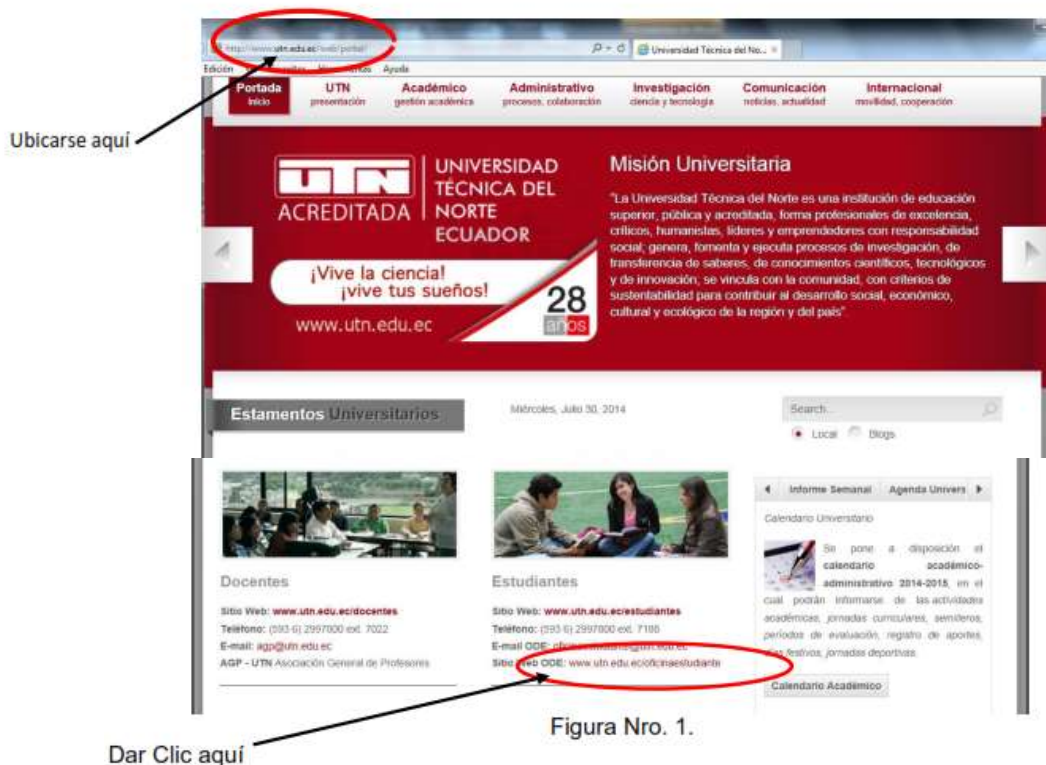 http://www.utn.edu.ec/web/portal/
Universidad Técnica del No...
Edición
Ayuda
Portada
Inicio
UTN
presentación
Académico
gestión académica
Administrativo
procesos, colaboración
Investigación
ciencia y tecnología
Comunicación
noticias, actualidad
Internacional
movilidad, cooperación
Ubicarse aquí
UTN
ACREDITADA
UNIVERSIDAD
TÉCNICA DEL
NORTE
ECUADOR
¡Vive la ciencia!
¡vive tus sueños!
www.utn.edu.ec
28
años
Misión Universitaria
"La Universidad Técnica del Norte es una institución de educación
superior, pública y acreditada, forma profesionales de excelencia,
críticos, humanistas, líderes y emprendedores con responsabilidad
social; genera, fomenta y ejecuta procesos de investigación, de
transferencia de saberes, de conocimientos científicos, tecnológicos
y de innovación; se vincula con la comunidad, con criterios de
sustentabilidad para contribuir al desarrollo social, económico,
cultural y ecológico de la región y del país"
Estamentos Universitarios
Miércoles, Julio 30, 2014
Search...
Local Blogs
Docentes
Sitio Web: www.utn.edu.ec/docentes
Teléfono: (593 6) 2997800 ext. 7022
E-mail: agp@utn.edu.ec
AGP - UTN Asociación General de Profesores
Estudiantes
Sitio Web: www.utn.edu.ec/estudiantes
Teléfono: (593 6) 2997800 ext.
E-mail ODE:
Sitio Web ODE: www.utn.edu.ec/oficinaestudiante
Informe Semanal Agenda Univers
Calendario Universitario
Se pone a disposición el
calendario académico-
administrativo 2014-2015, en el
cual podrán informarse de las actividades
académicas, jornadas curriculares, semilleros,
períodos de evaluación, registro de aportes,
días festivos, jornadas deportivas.
Calendario Académico
Figura Nro. 1.
Dar Clic aquí